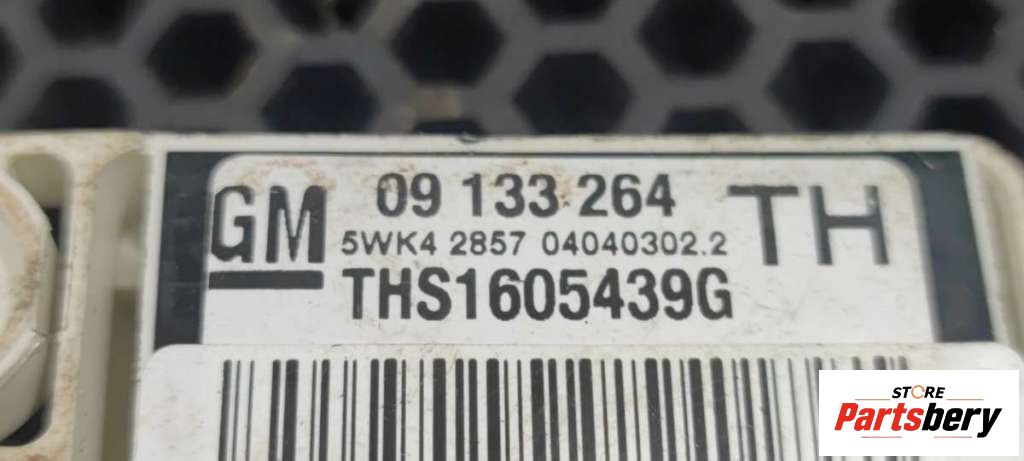 GM
09 133 264
5WK4 2857 04040302.2
THS1605439G
TH
STORE
Partsbery